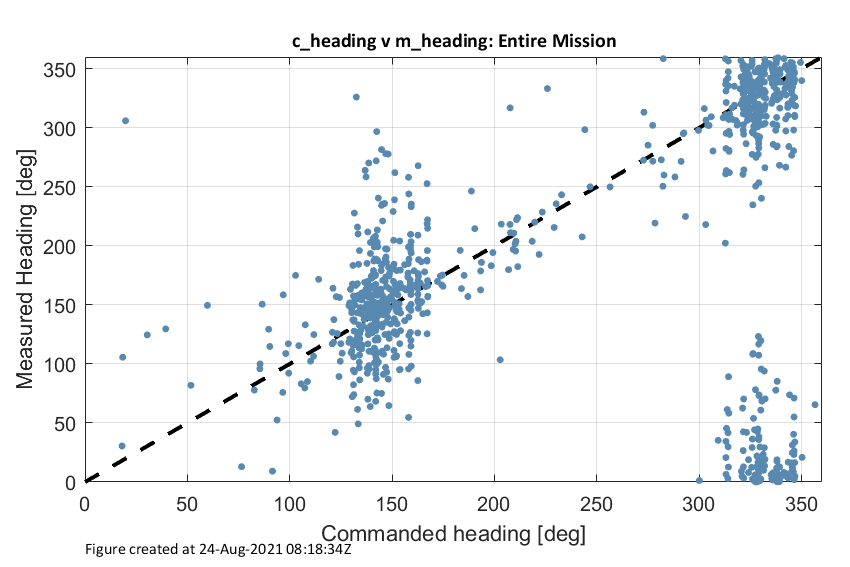 c_heading v m_heading: Entire Mission
Measured Heading [deg]
350
300
250
200
150
100
50
0
0 50 100 150 200 250 300 350
Commanded heading [deg]
Figure created at 24-Aug-2021 08:18:34Z